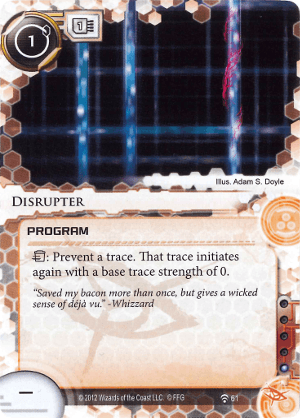 1
1
Illus. Adam S. Doyle
DISRUPTER
PROGRAM
: Prevent a trace. That trace initiates
again with a base trace strength of 0.
“Saved my bacon more than once, but gives a wicked
sense of déjà vu.” -Whizzard
–
© 2012 Wizards of the Coast LLC. © FFG
61